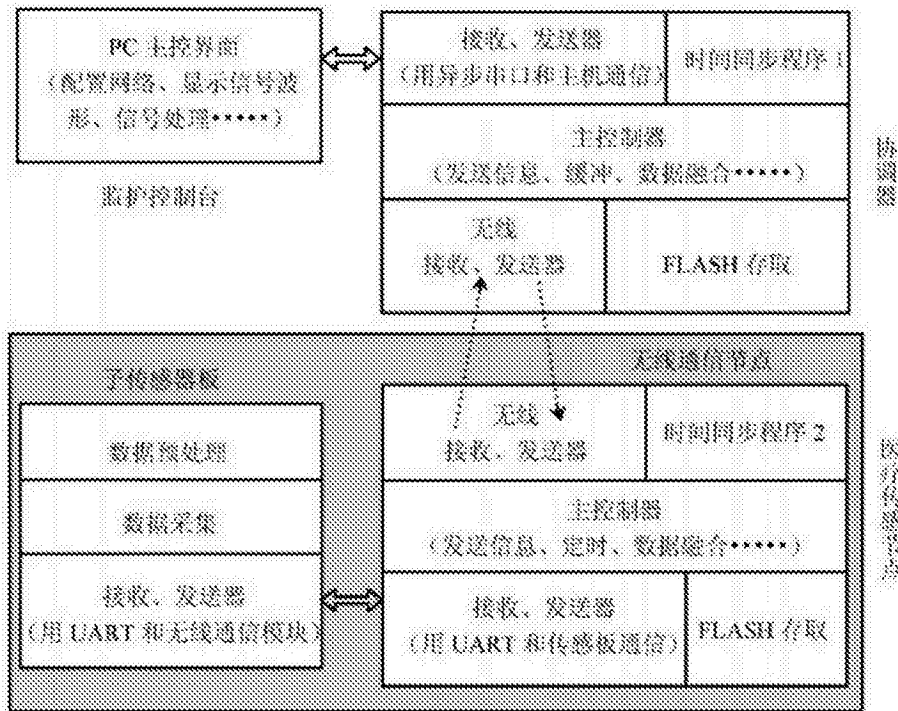 PC 主控界面
（配置网络、显示信号波
形、信号处理•••••）
监护控制台
接收、发送器
（用异步串口和主机通信）
时间同步程序 1
主控制器
（发送信息、缓冲、数据融合•••••）
无线
接收、发送器
FLASH 存取
协调器
子传感器板
数据预处理
数据采集
接收、发送器
（用 UART 和无线通信模块）
无线通信节点
无线
接收、发送器
时间同步程序 2
主控制器
（发送信息、定时、数据融合•••••）
接收、发送器
（用 UART 和传感板通信）
FLASH 存取
医疗传感节点